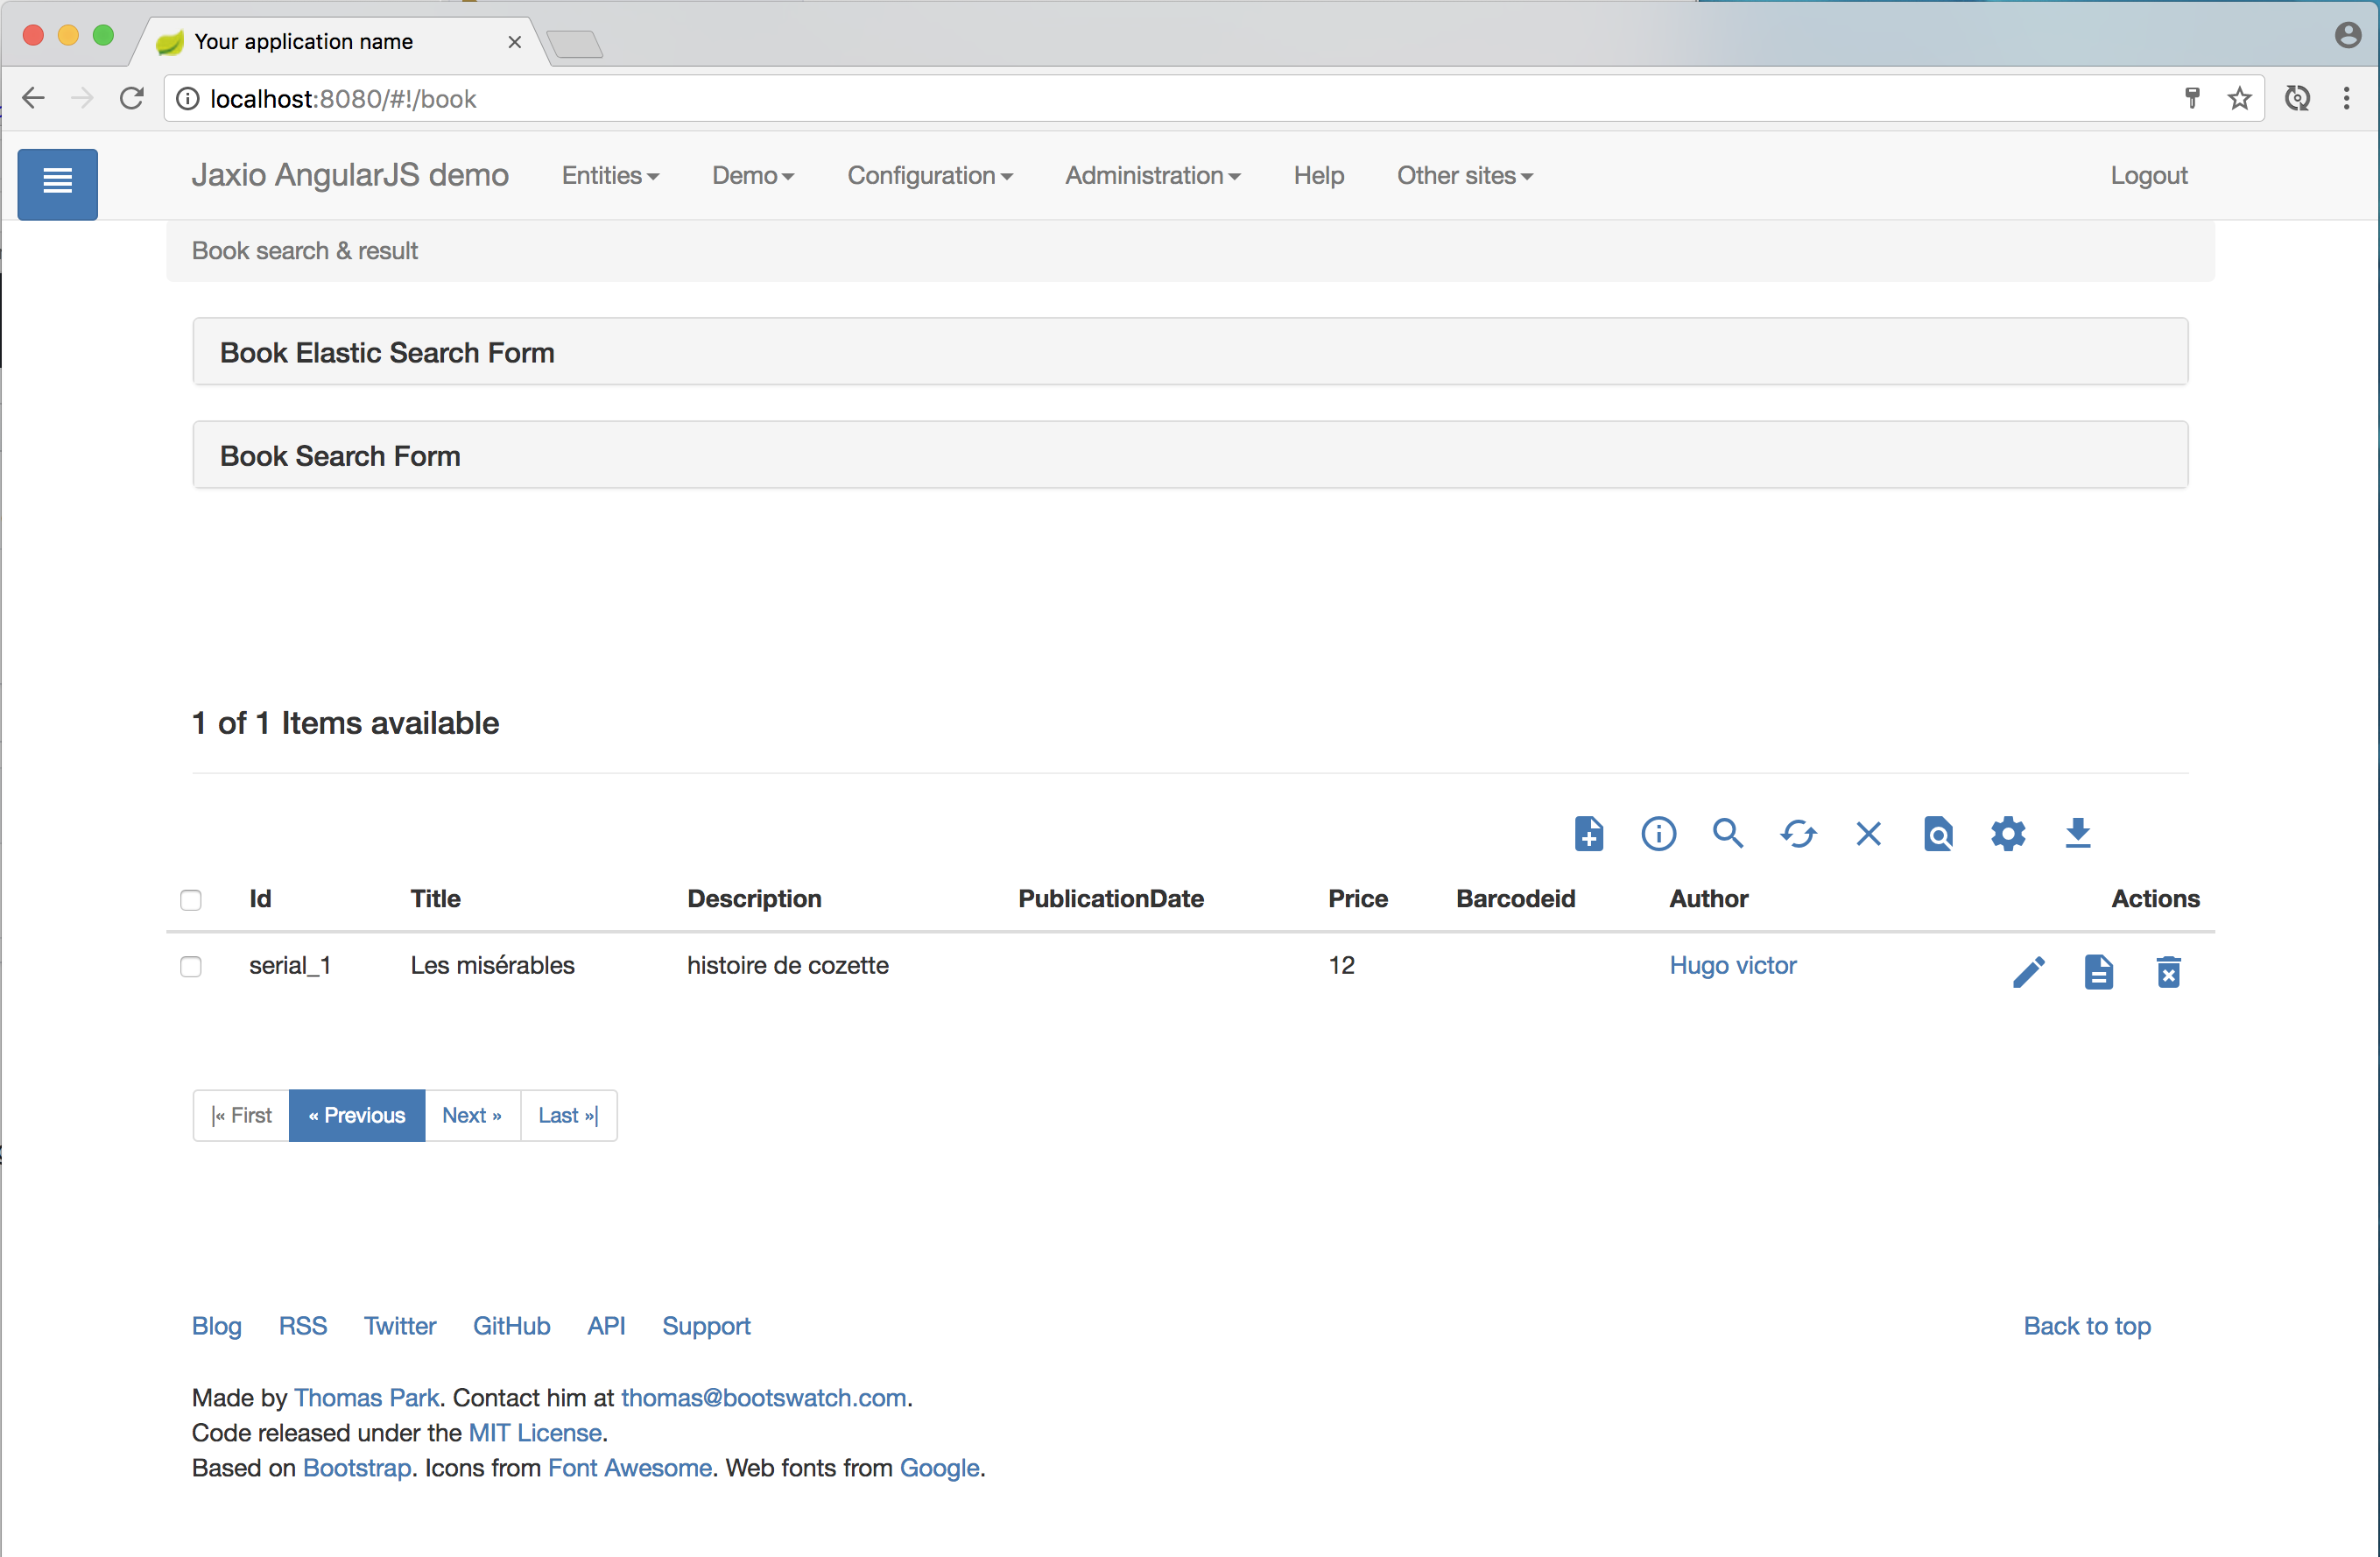 Your application name
localhost:8080/#!/book
Jaxio AngularJS demo Entities Demo Configuration Administration Help Other sites Logout
Book search & result
Book Elastic Search Form
Book Search Form
1 of 1 Items available
Id Title Description PublicationDate Price Barcodeid Author Actions
serial_1 Les misérables histoire de cozette 12 Hugo victor
|« First « Previous Next » Last »|
Blog RSS Twitter GitHub API Support Back to top
Made by Thomas Park. Contact him at thomas@bootswatch.com.
Code released under the MIT License.
Based on Bootstrap. Icons from Font Awesome. Web fonts from Google.